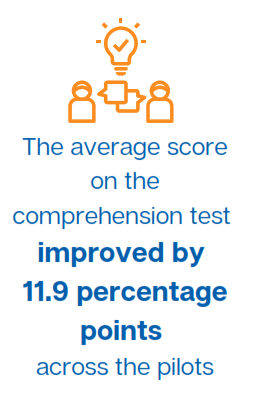 The average score
on the
comprehension test
improved by
11.9 percentage
points
across the pilots